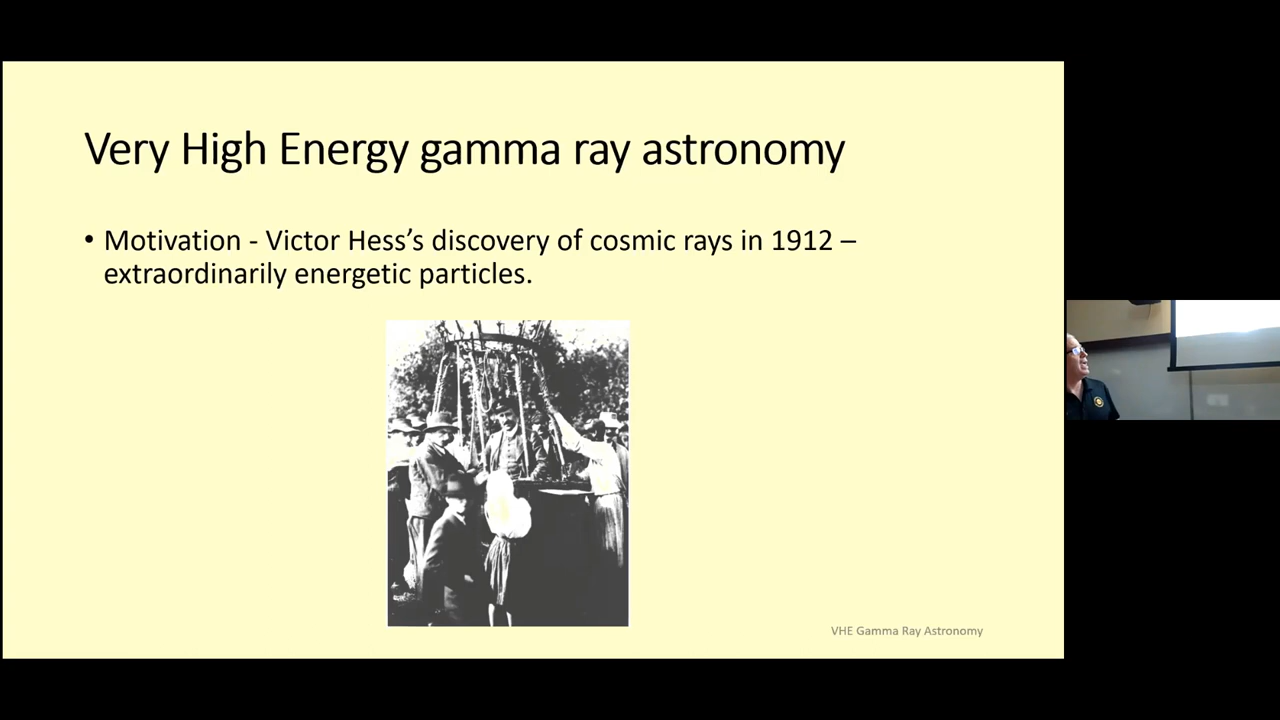 Very High Energy gamma ray astronomy
• Motivation - Victor Hess’s discovery of cosmic rays in 1912 –
extraordinarily energetic particles.
VHE Gamma Ray Astronomy